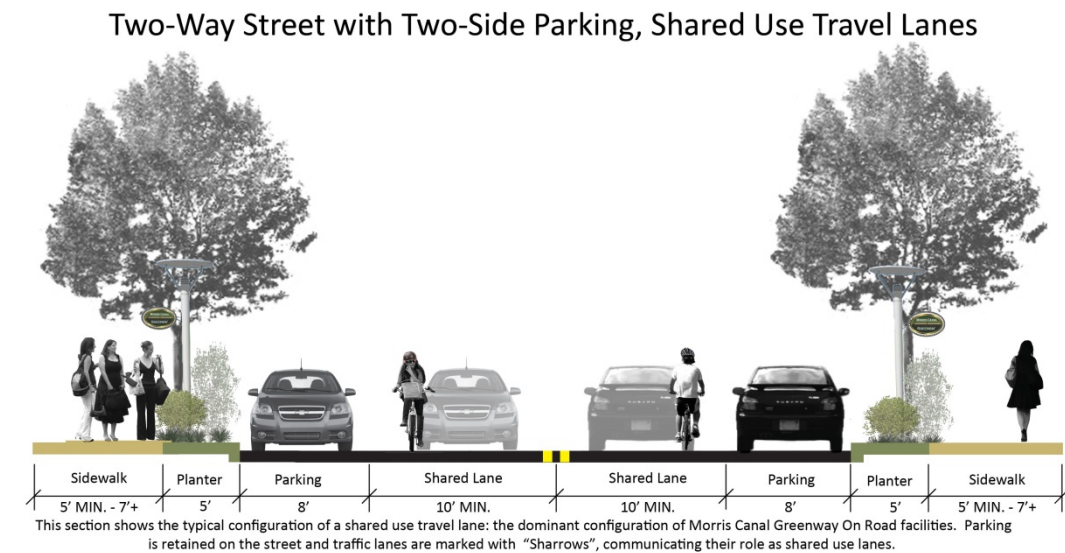 Two-Way Street with Two-Side Parking, Shared Use Travel Lanes
Sidewalk Planter Parking Shared Lane Shared Lane Parking Planter Sidewalk
5' MIN. - 7'+ 5' 8' 10' MIN. 10' MIN. 8' 5' 5' MIN. - 7'+
This section shows the typical configuration of a shared use travel lane: the dominant configuration of Morris Canal Greenway On Road facilities. Parking
is retained on the street and traffic lanes are marked with “Sharrows”, communicating their role as shared use lanes.